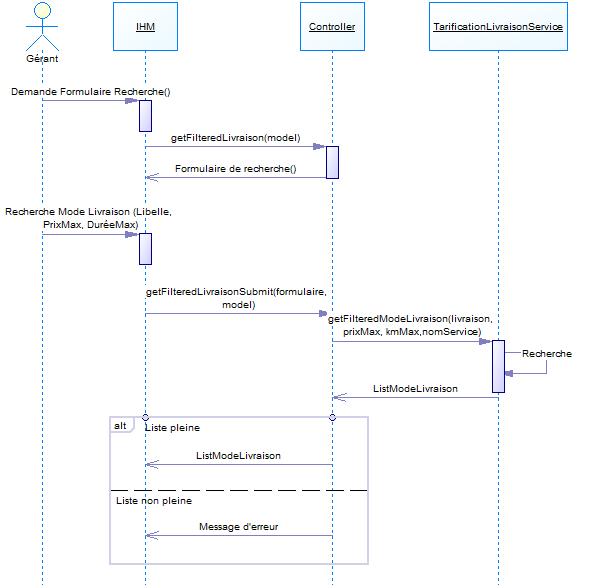 IHM
Controller
TarificationLivraisonService
Gérant
Demande Formulaire Recherche()
getFilteredLivraison(model)
Formulaire de recherche()
Recherche Mode Livraison (Libelle,
PrixMax, DuréeMax)
getFilteredLivraisonSubmit(formulaire,
model)
getFilteredModeLivraison(livraison,
prixMax, kmMax,nomService)
Recherche
ListModeLivraison
alt
Liste pleine
ListModeLivraison
Liste non pleine
Message d'erreur